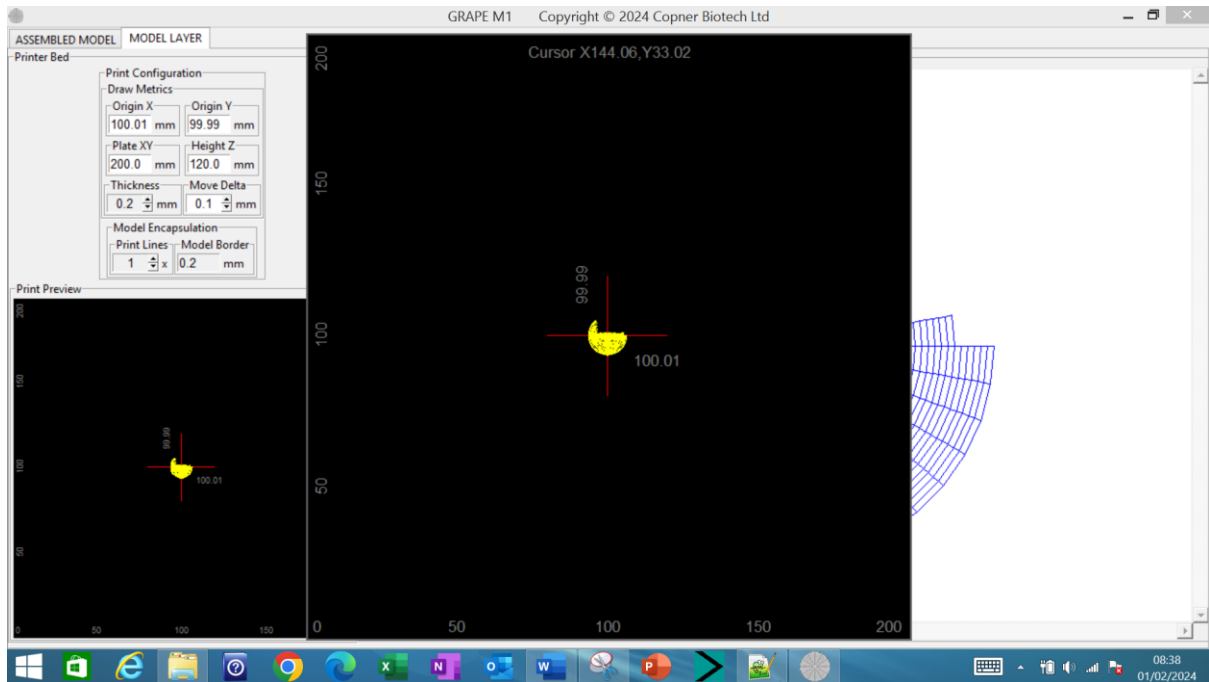 GRAPE M1 Copyright © 2024 Copner Biotech Ltd
ASSEMBLED MODEL MODEL LAYER
Printer Bed
Print Configuration
Draw Metrics
Origin X Origin Y
100.01 mm 99.99 mm
Plate XY Height Z
200.0 mm 120.0 mm
Thickness Move Delta
0.2 mm 0.1 mm
Model Encapsulation
Print Lines Model Border
1 x 0.2 mm
Print Preview
200
150
100
50
99.99
100.01
0 50 100 150
Cursor X144.06,Y33.02
200
150
100
50
99.99
100.01
0 50 100 150 200
08:38
01/02/2024